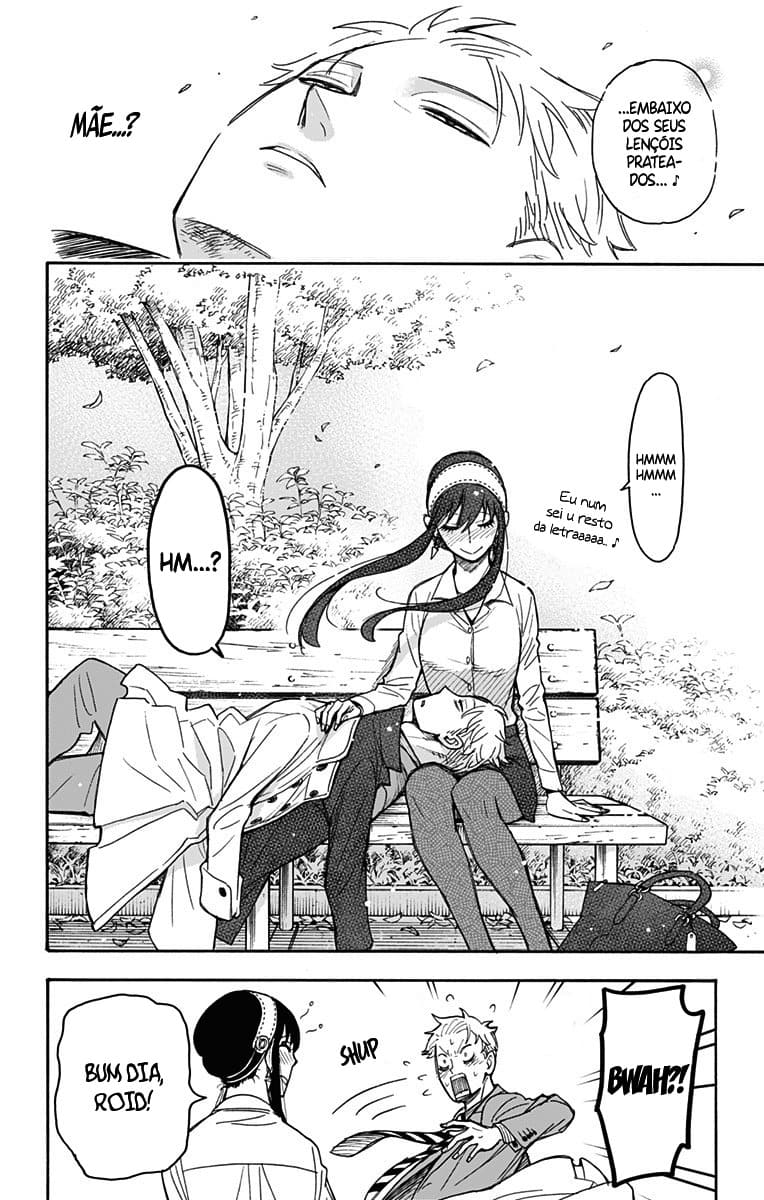 ...EMBAIXO
DOS SEUS
LENÇÓIS
PRATEA-
DOS... ♪
MÃE...?
HMMM
HMMM
...
Eu num
sei u resto
da letraaaaa.. ♪
HM...?
BWAH?!
SHUP
BUM DIA,
ROID!